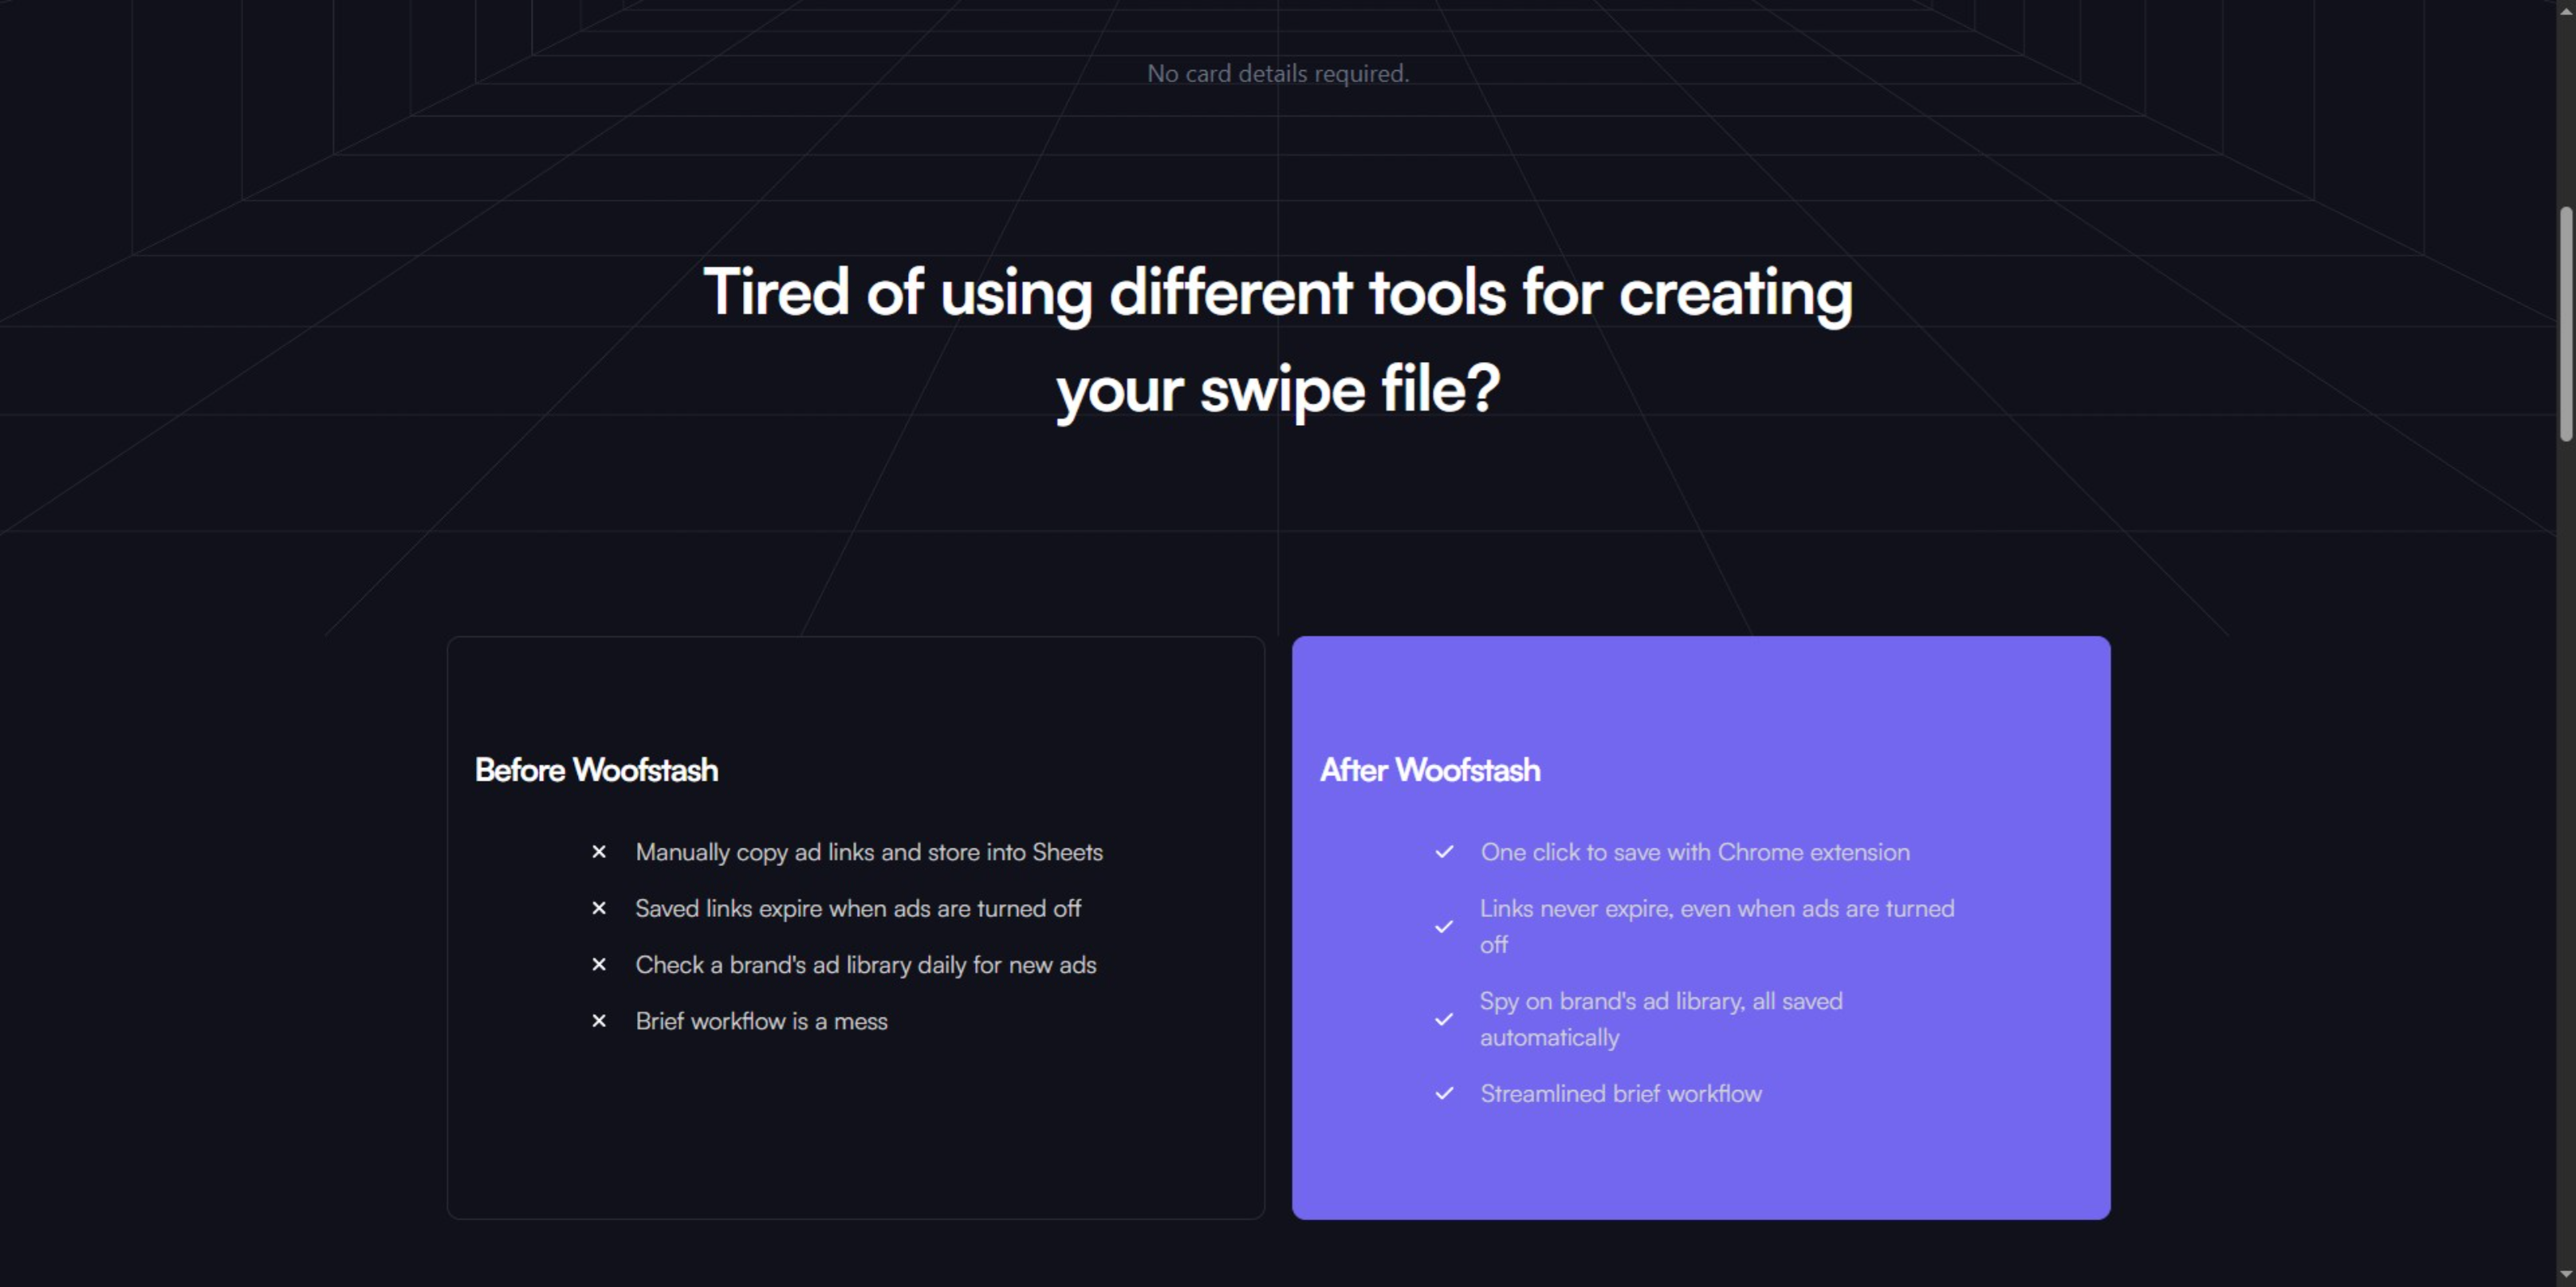 No card details required.
Tired of using different tools for creating
your swipe file?
Before Woofstash
Manually copy ad links and store into Sheets
Saved links expire when ads are turned off
Check a brand's ad library daily for new ads
Brief workflow is a mess
After Woofstash
One click to save with Chrome extension
Links never expire, even when ads are turned
off
Spy on brand's ad library, all saved
automatically
Streamlined brief workflow